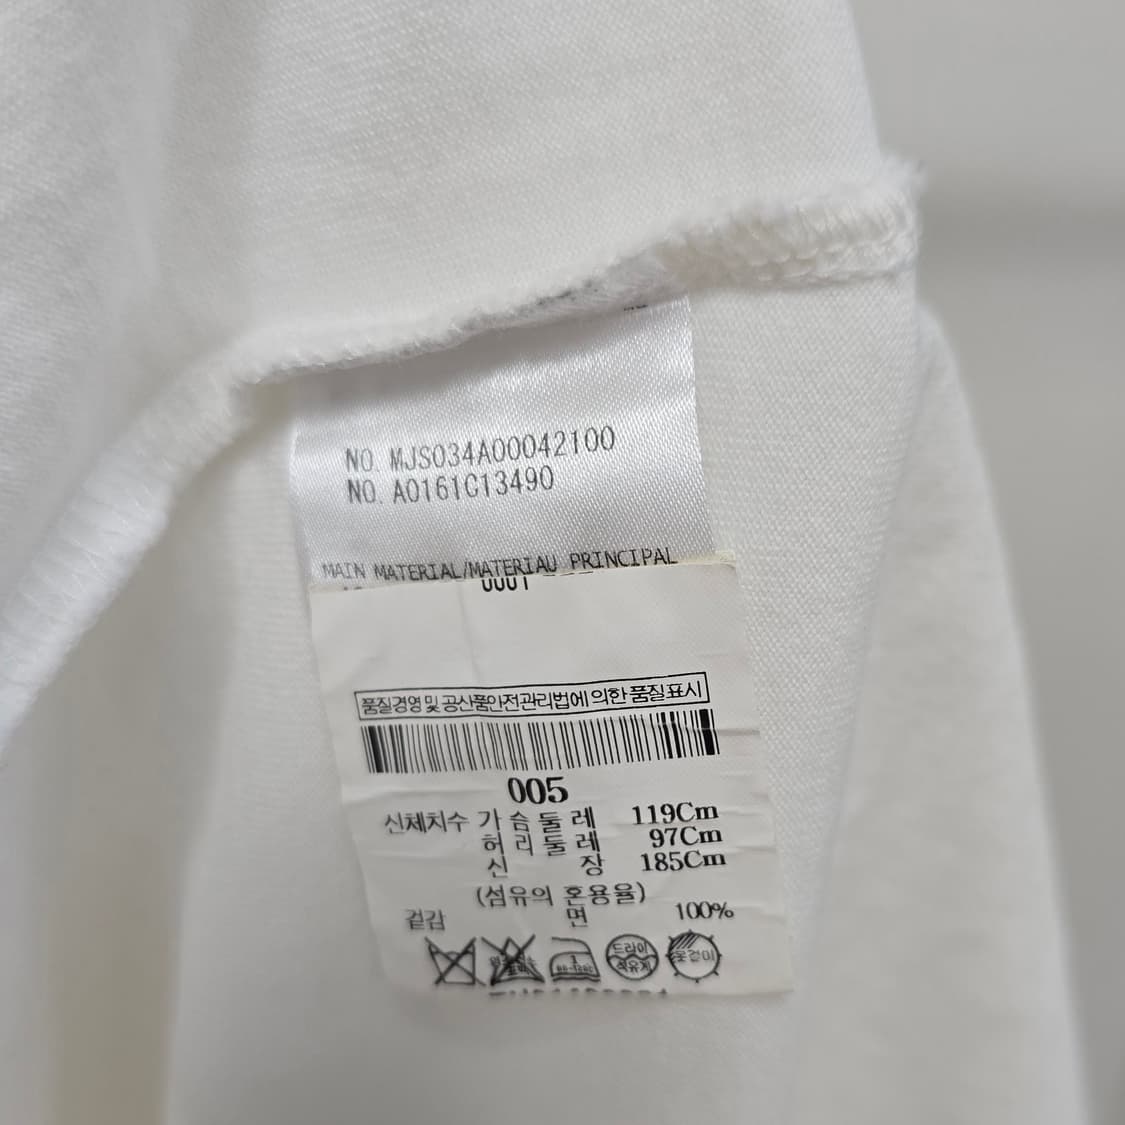 NO. MJS034A00042100
NO. A0161C13490
MAIN MATERIAL/MATERIAU PRINCIPAL
품질경영 및 공산품안전관리법에 의한 품질표시
005
신체치수 가슴둘레 119Cm
허리둘레 97Cm
신장 185Cm
(섬유의 혼용율)
겉감 면 100%
드라이
석유계
옷걸이